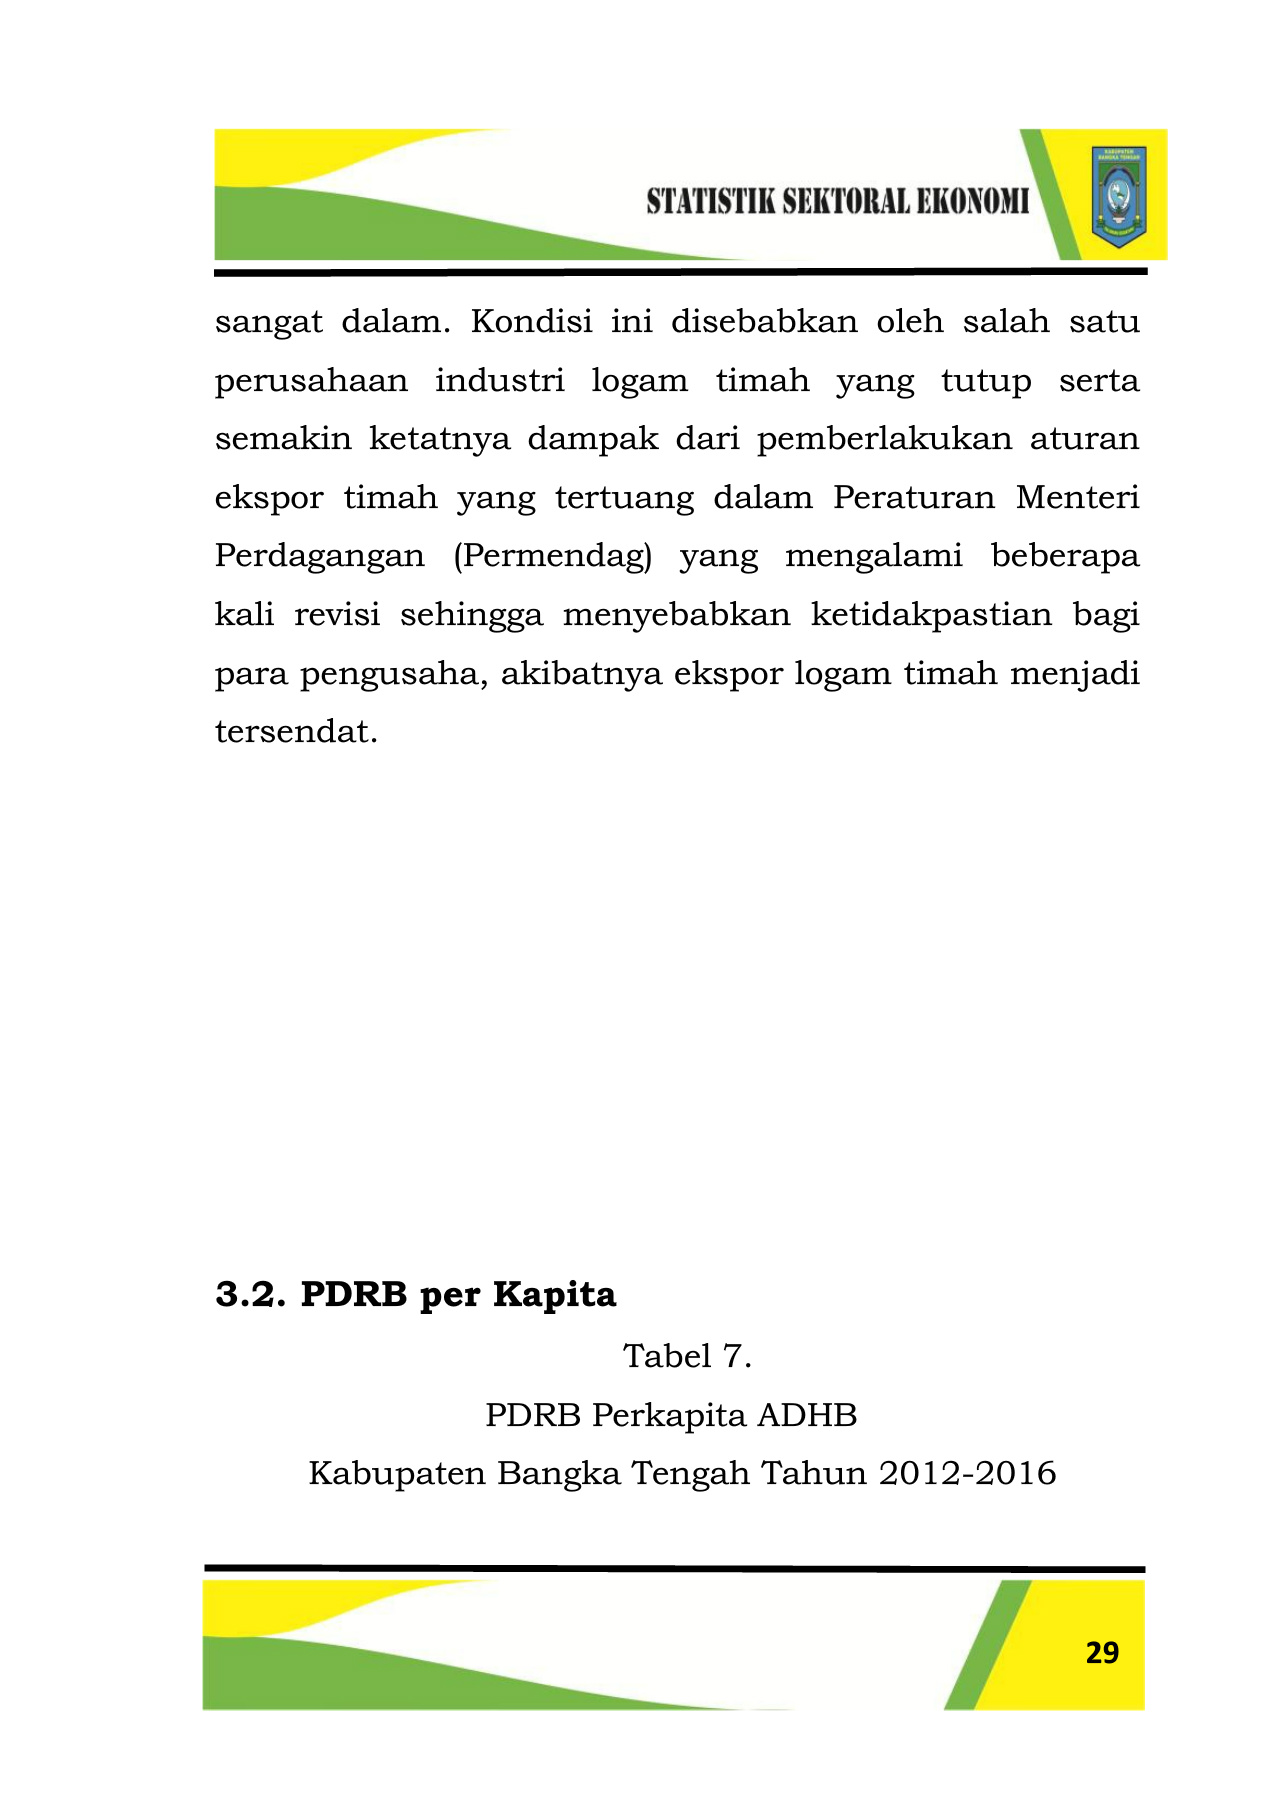 STATISTIK SEKTORAL EKONOMI
KABUPATEN
BANGKA TENGAH
sangat dalam. Kondisi ini disebabkan oleh salah satu
perusahaan industri logam timah yang tutup serta
semakin ketatnya dampak dari pemberlakukan aturan
ekspor timah yang tertuang dalam Peraturan Menteri
Perdagangan (Permendag) yang mengalami beberapa
kali revisi sehingga menyebabkan ketidakpastian bagi
para pengusaha, akibatnya ekspor logam timah menjadi
tersendat.
3.2. PDRB per Kapita
Tabel 7.
PDRB Perkapita ADHB
Kabupaten Bangka Tengah Tahun 2012-2016
29